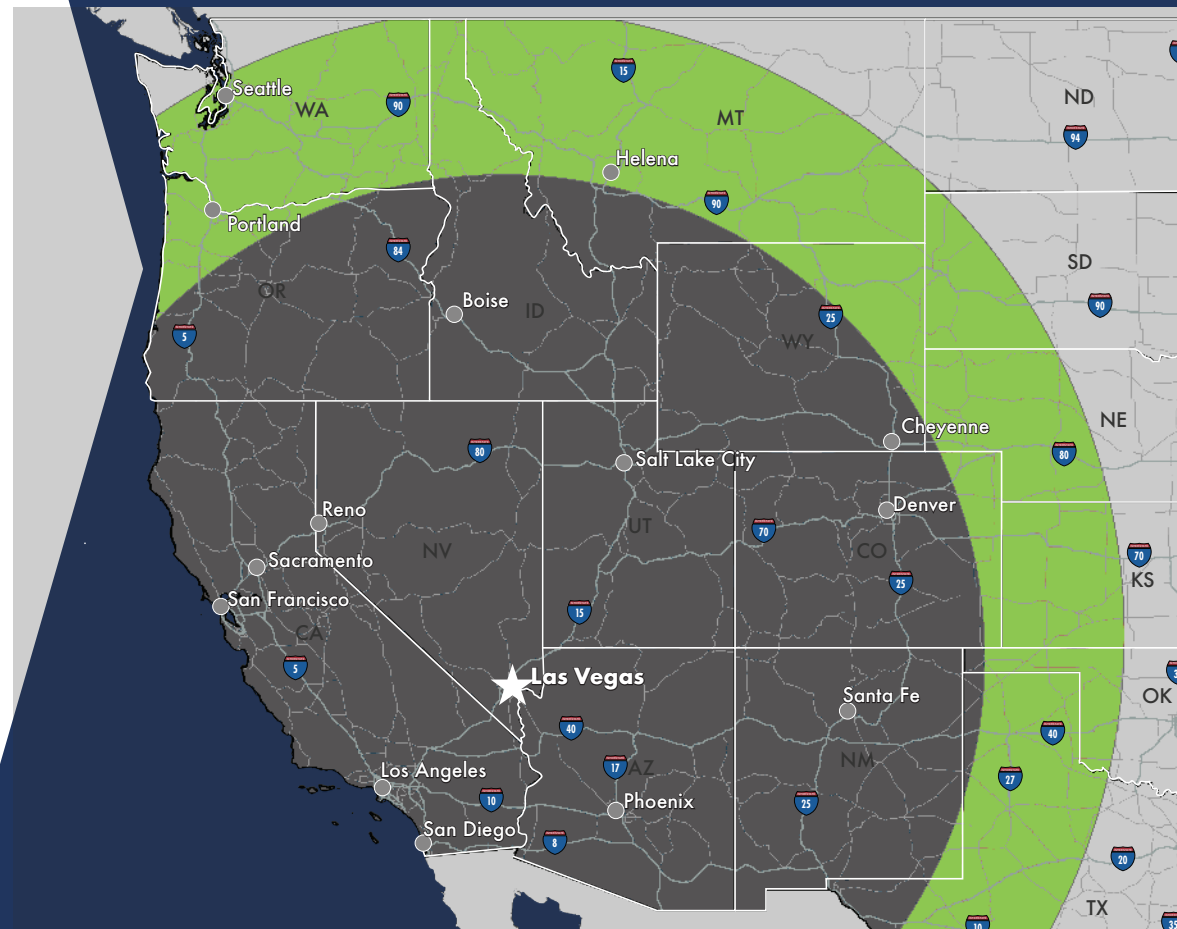 15
Seattle
WA
90
MT
ND
94
Helena
90
Portland
84
SD
OR
Boise
ID
90
25
5
WY
NE
Cheyenne
80
80
Salt Lake City
Reno
Denver
UT
70
NV
CO
70
Sacramento
KS
25
San Francisco
15
CA
5
Las Vegas
Santa Fe
OK
40
40
NM
17
AZ
Los Angeles
27
10
Phoenix
25
San Diego
8
20
TX
10
35